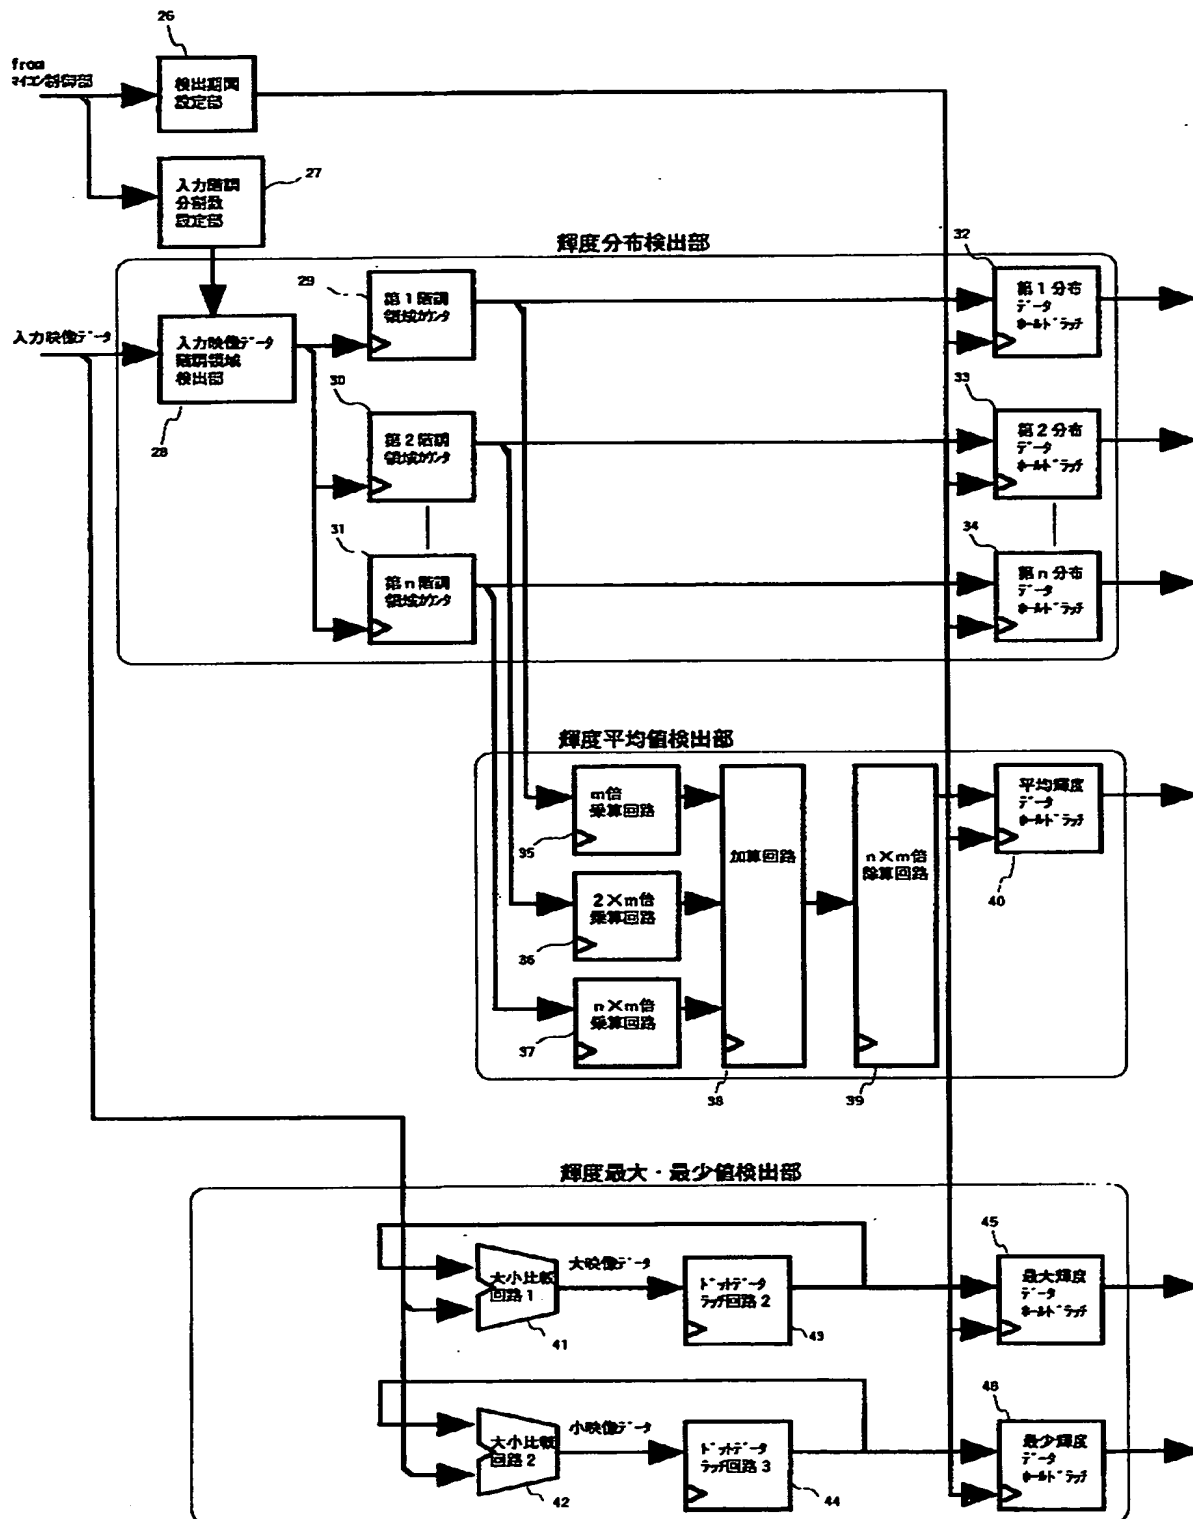 26
from
マイコン制御部
検出期間
設定部
27
入力階調
分割数
設定部
輝度分布検出部
32
29
第1階調
領域カウンタ
第1分布
データ
ホールドラッチ
入力映像データ
入力映像データ
階調領域
検出部
28
30
第2階調
領域カウンタ
33
第2分布
データ
ホールドラッチ
31
第n階調
領域カウンタ
34
第n分布
データ
ホールドラッチ
輝度平均値検出部
m倍
乗算回路
35
加算回路
n×m倍
除算回路
平均輝度
データ
ホールドラッチ
40
2×m倍
乗算回路
36
n×m倍
乗算回路
37
38
39
輝度最大・最少値検出部
45
大小比較
回路1
41
大映像データ
ドットデータ
ラッチ回路2
43
最大輝度
データ
ホールドラッチ
46
大小比較
回路2
42
小映像データ
ドットデータ
ラッチ回路3
44
最少輝度
データ
ホールドラッチ